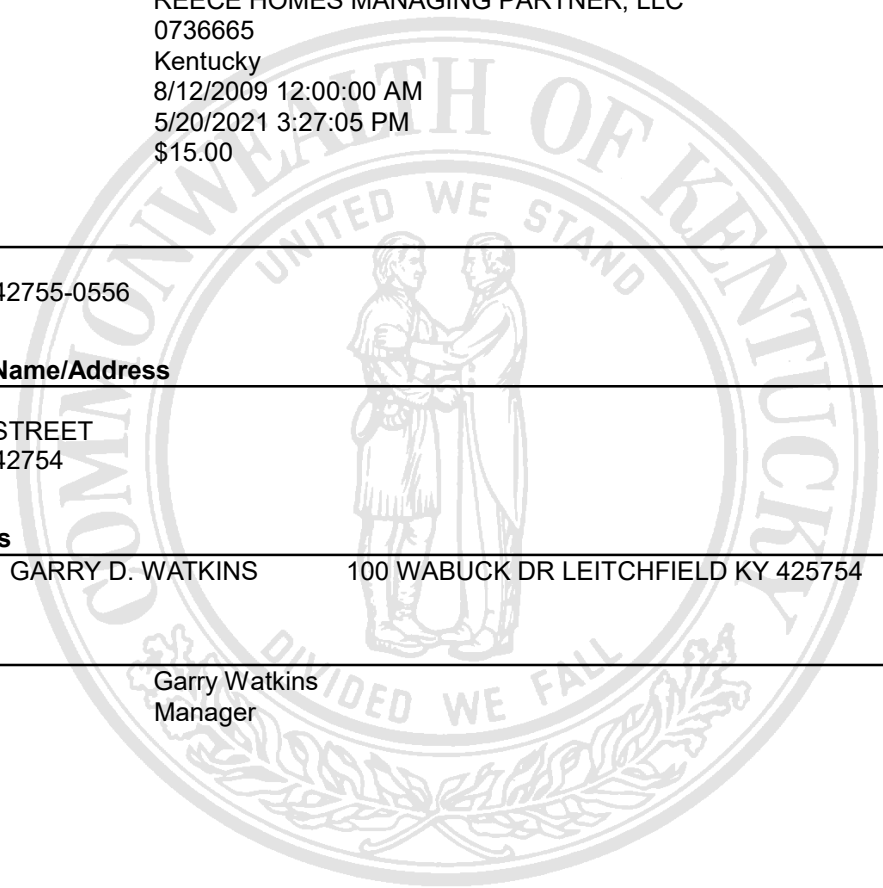 REECE HOMES MANAGING PARTNER, LLC
0736665
Kentucky
8/12/2009 12:00:00 AM
5/20/2021 3:27:05 PM
$15.00
42755-0556
Name/Address
STREET
42754
s
GARRY D. WATKINS 100 WABUCK DR LEITCHFIELD KY 425754
Garry Watkins
Manager
COMMONWEALTH OF KENTUCKY
UNITED WE STAND
DIVIDED WE FALL